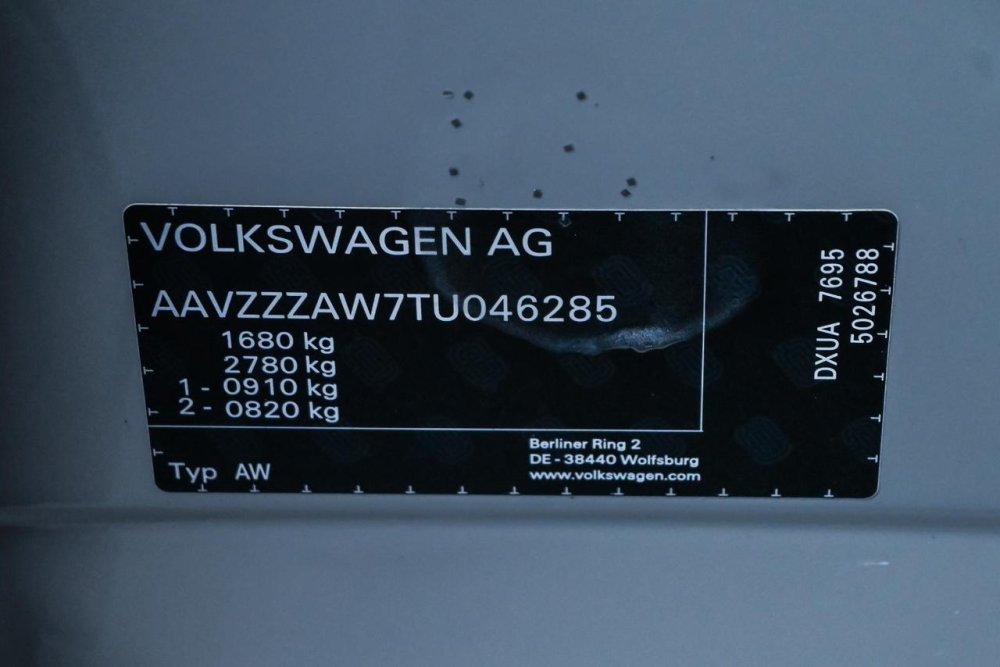 VOLKSWAGEN AG
AAVZZZAW7TU046285
1680 kg
2780 kg
1 - 0910 kg
2 - 0820 kg
Typ AW
Berliner Ring 2
DE - 38440 Wolfsburg
www.volkswagen.com
DXUA 7695
5026788